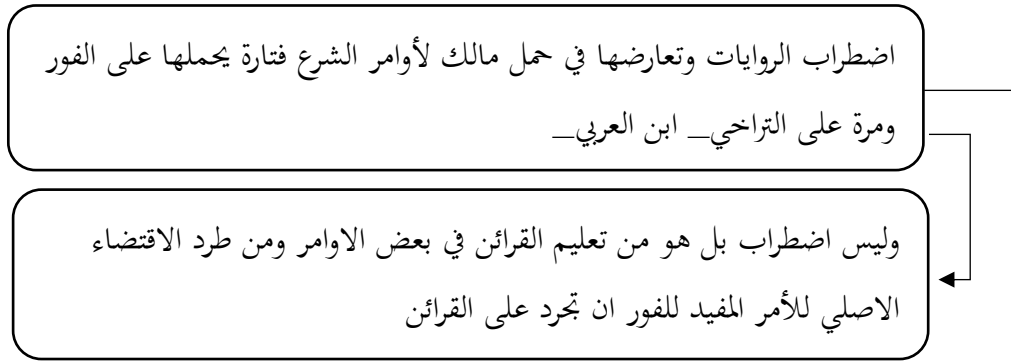 اضطراب الروايات وتعارضها في حمل مالك لأوامر الشرع فتارة يحملها على الفور
ومرة على التراخي_ ابن العربي_
وليس اضطراب بل هو من تعليم القرائن في بعض الاوامر ومن طرد الاقتضاء
الاصلي للأمر المفيد للفور ان تجرد على القرائن